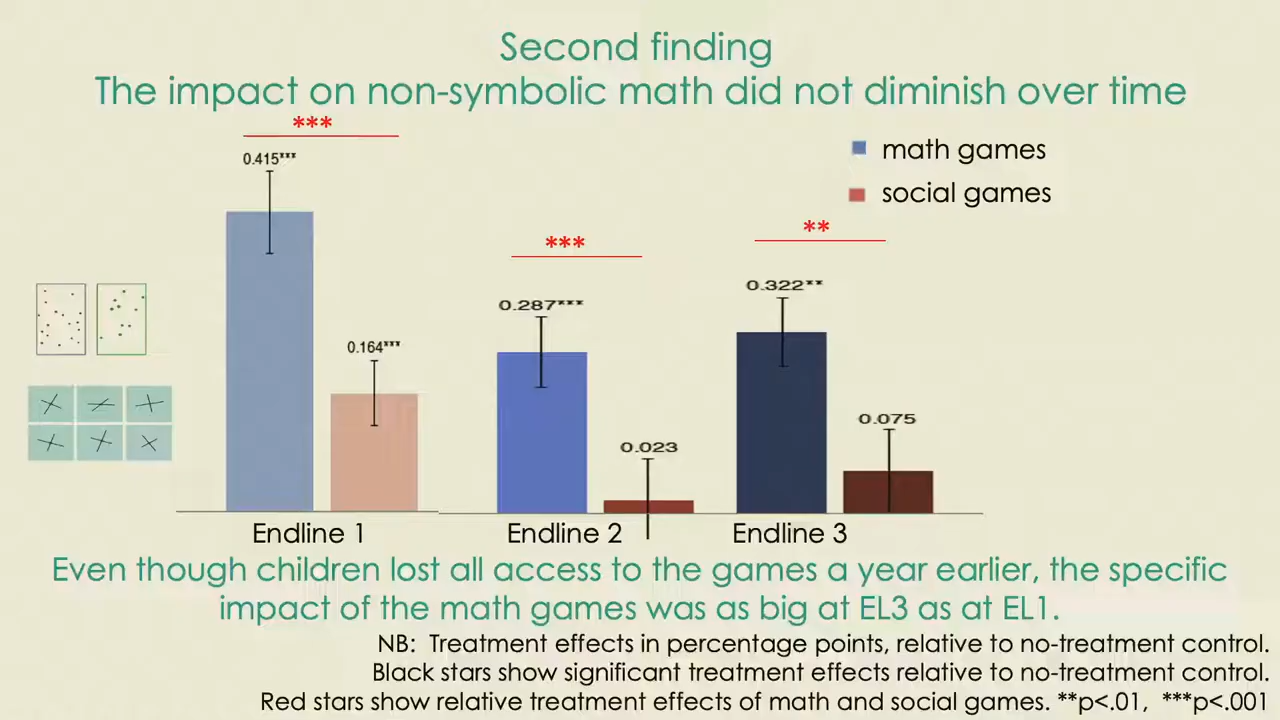 Second finding
The impact on non-symbolic math did not diminish over time
***
0.415***
math games
social games
0.164***
***
0.287***
0.023
**
0.322**
0.075
Endline 1
Endline 2
Endline 3
Even though children lost all access to the games a year earlier, the specific
impact of the math games was as big at EL3 as at EL1.
NB:  Treatment effects in percentage points, relative to no-treatment control.
Black stars show significant treatment effects relative to no-treatment control.
Red stars show relative treatment effects of math and social games. **p<.01,  ***p<.001